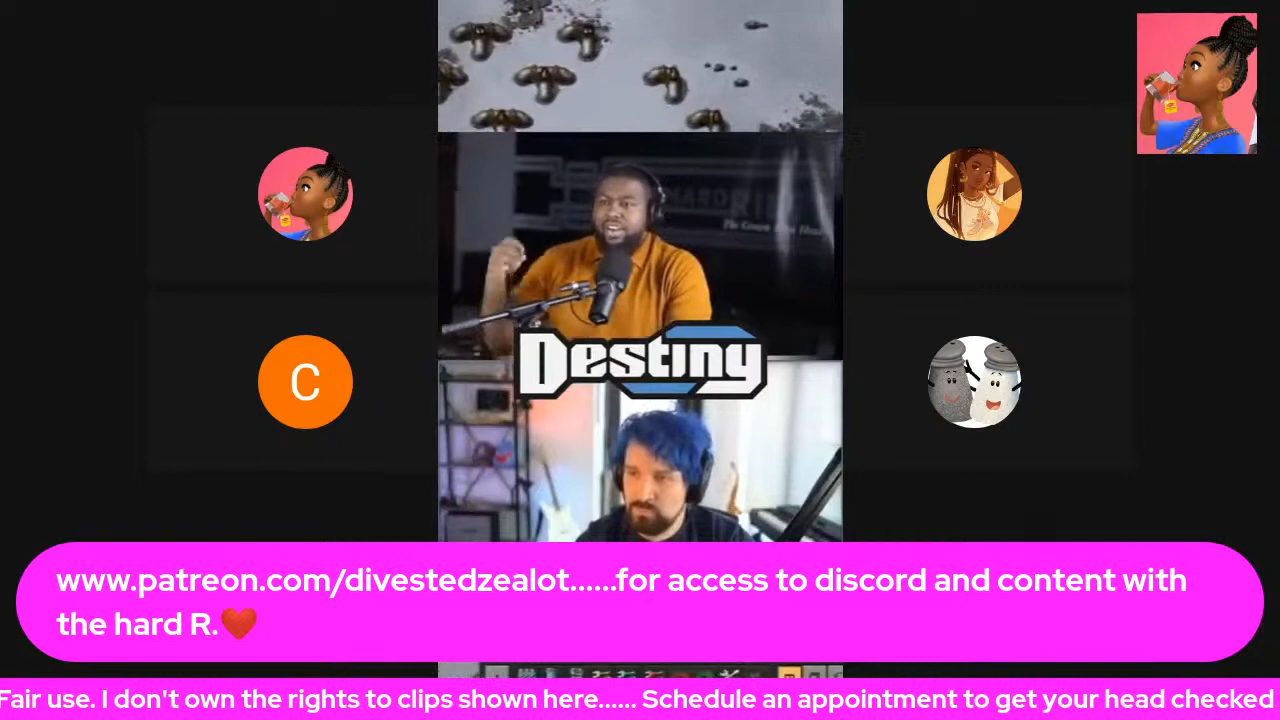 HARD
Destiny
C
www.patreon.com/divestedzealot......for access to discord and content with
the hard R.❤️
Fair use. I don't own the rights to clips shown here...... Schedule an appointment to get your head checked